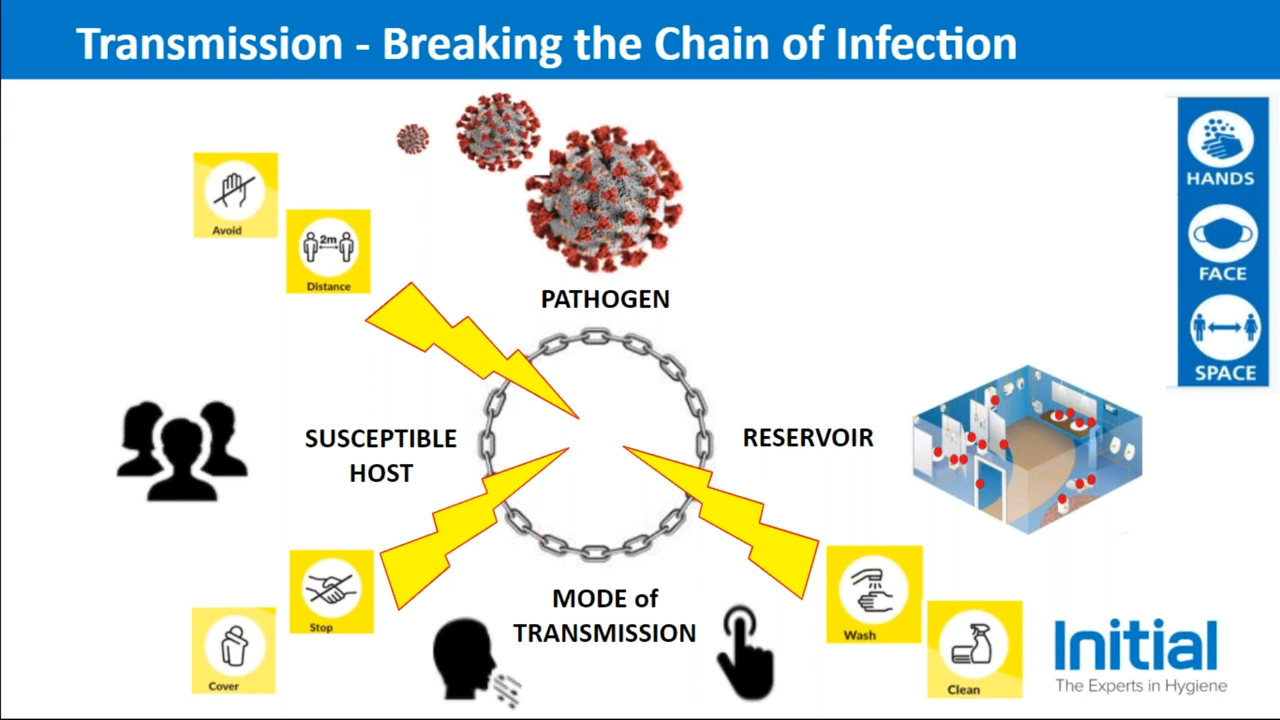 Transmission - Breaking the Chain of Infection
HANDS
FACE
SPACE
Avoid
2m
Distance
PATHOGEN
SUSCEPTIBLE
HOST
RESERVOIR
MODE of
TRANSMISSION
Stop
Cover
Wash
Clean
Initial
The Experts in Hygiene